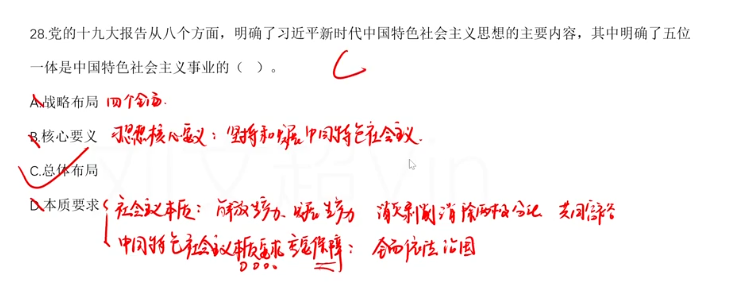 28.党的十九大报告从八个方面，明确了习近平新时代中国特色社会主义思想的主要内容，其中明确了五位
一体是中国特色社会主义事业的（  ）。 C
A.战略布局 四个全面.
B.核心要义 思想核心要义：坚持和发展中国特色社会主义.
C.总体布局
D.本质要求 社会主义本质：解放生产力、发展生产力 消灭剥削 消除两极分化 共同富裕
中国特色社会主义本质要求 重要保障：全面依法治国